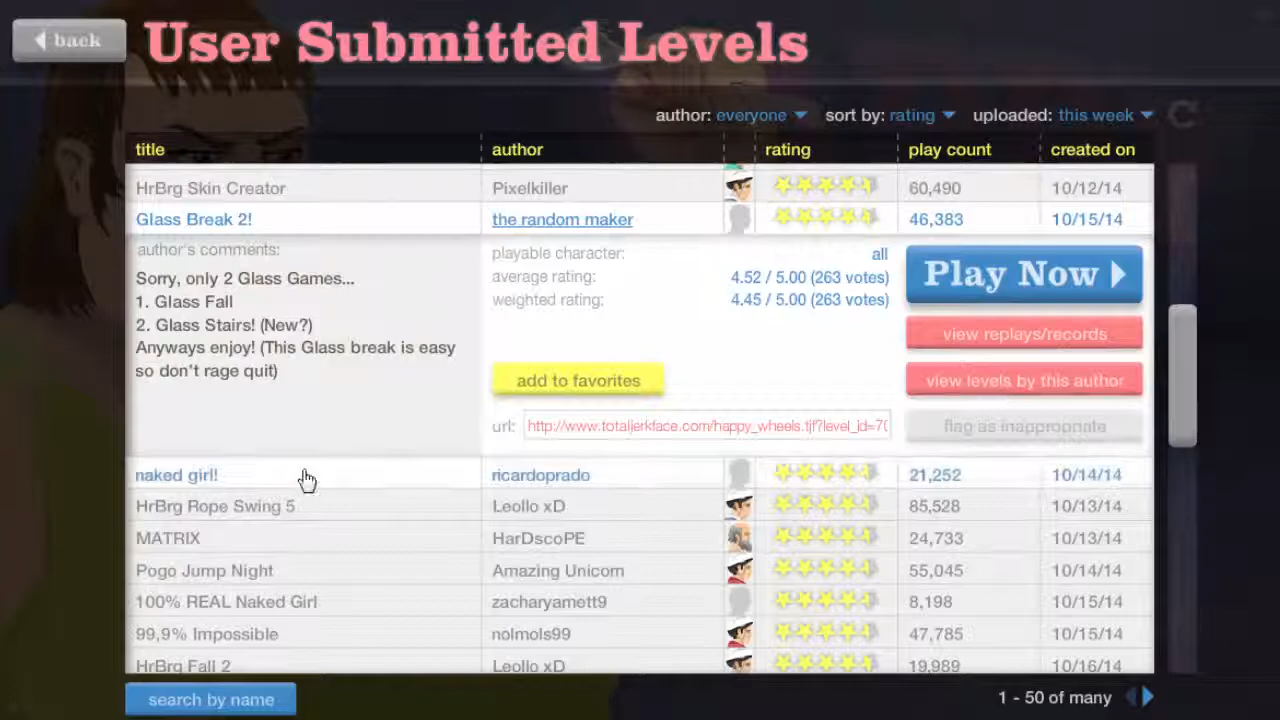 back
User Submitted Levels
author: everyone sort by: rating uploaded: this week
title author rating play count created on
HrBrg Skin Creator Pixelkiller 60,490 10/12/14
Glass Break 2! the random maker 46,383 10/15/14
author's comments:
Sorry, only 2 Glass Games...
1. Glass Fall
2. Glass Stairs! (New?)
Anyways enjoy! (This Glass break is easy
so don't rage quit)
playable character: all
average rating: 4.52 / 5.00 (263 votes)
weighted rating: 4.45 / 5.00 (263 votes)
add to favorites
url: http://www.totaljerkface.com/happy_wheels.tjf?level_id=70
Play Now
view replays/records
view levels by this author
flag as inappropriate
naked girl! ricardoprado 21,252 10/14/14
HrBrg Rope Swing 5 Leollo xD 85,528 10/13/14
MATRIX HarDscoPE 24,733 10/13/14
Pogo Jump Night Amazing Unicorn 55,045 10/14/14
100% REAL Naked Girl zacharyamett9 8,198 10/15/14
99,9% Impossible nolmols99 47,785 10/15/14
HrBrg Fall 2 Leollo xD 19,989 10/16/14
search by name
1 - 50 of many